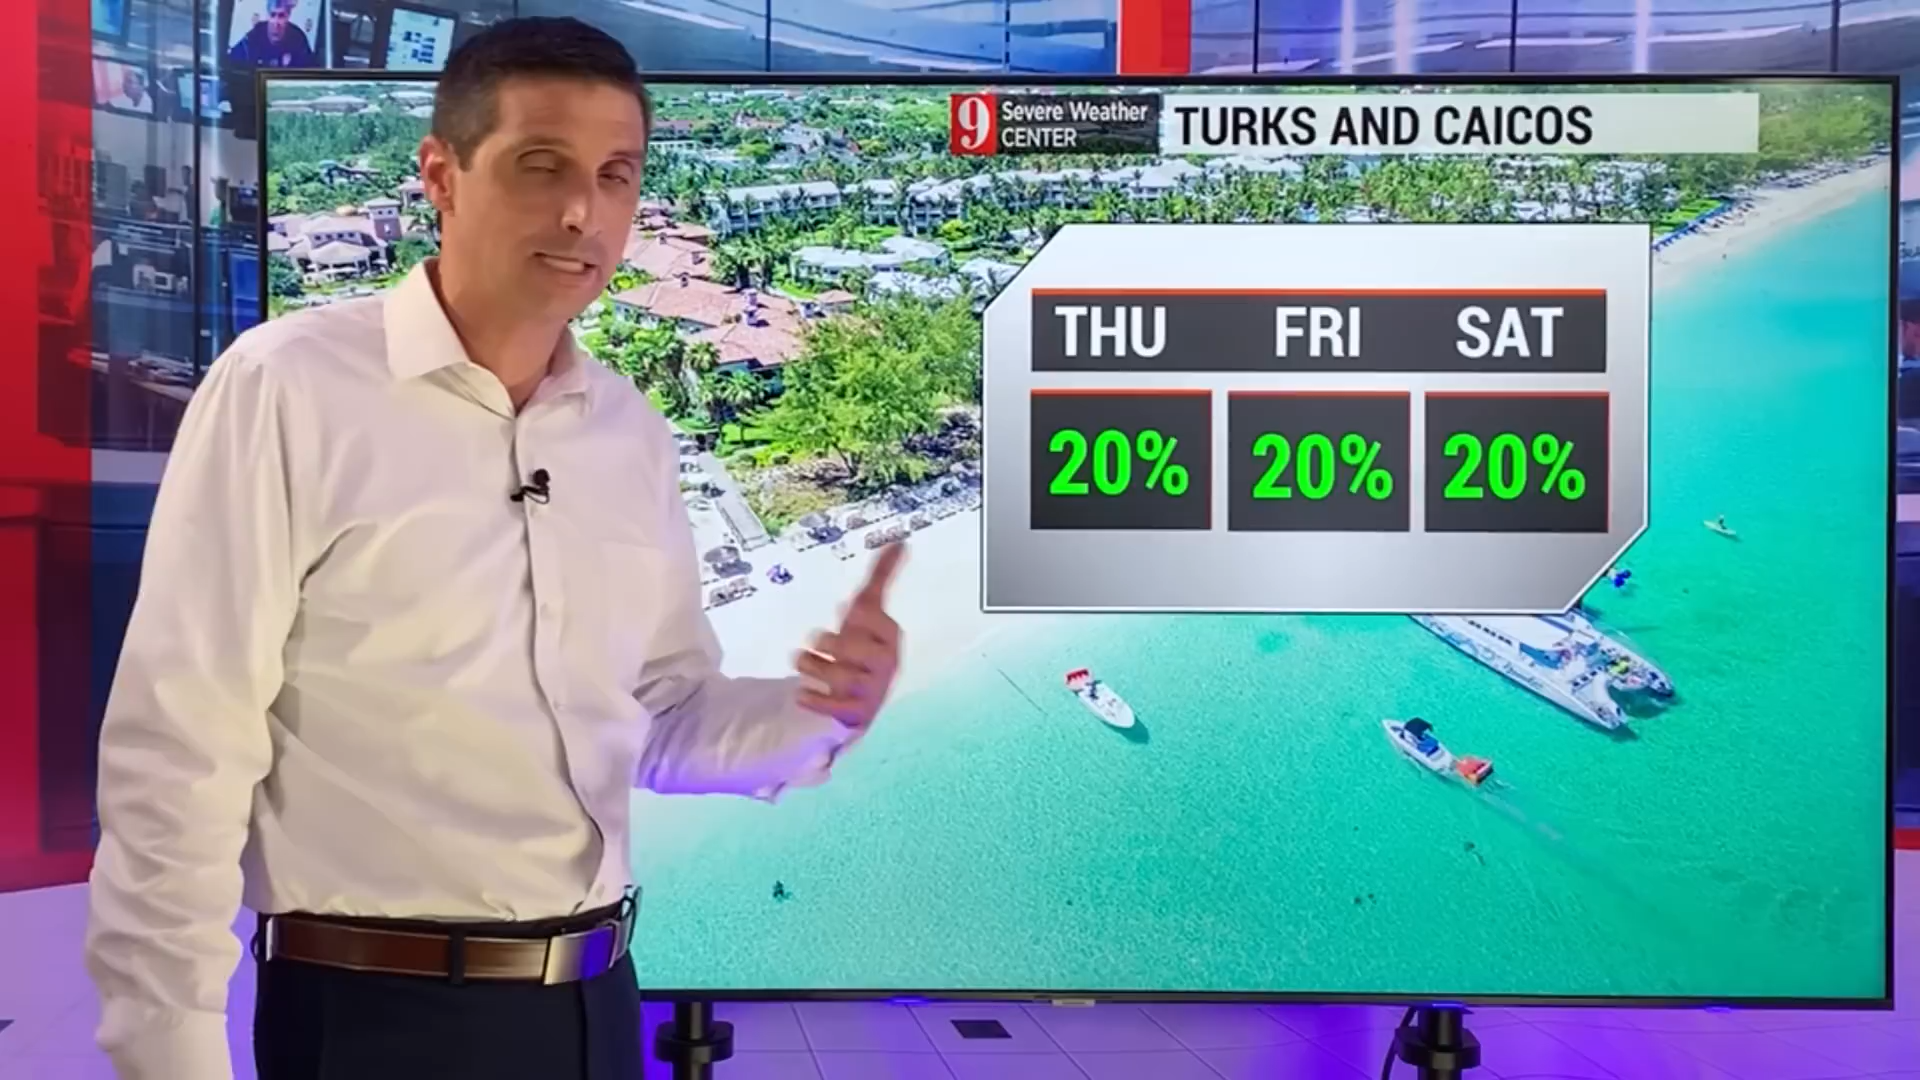 9 Severe Weather
CENTER
TURKS AND CAICOS
THU FRI SAT
20% 20% 20%